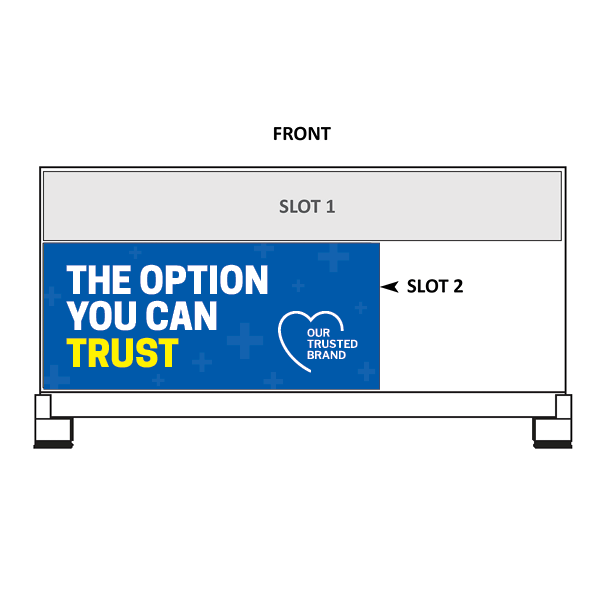 FRONT
SLOT 1
THE OPTION
YOU CAN
TRUST
OUR
TRUSTED
BRAND
SLOT 2